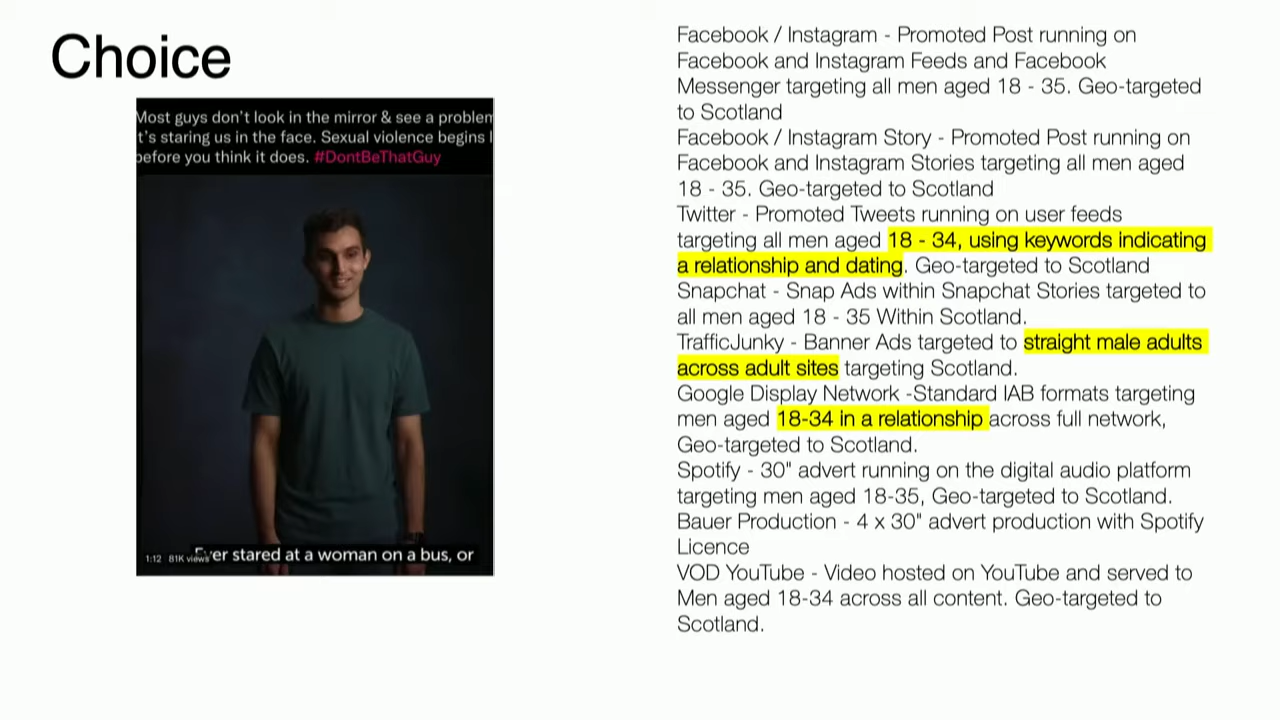 Choice
Most guys don't look in the mirror & see a problem
t's staring us in the face. Sexual violence begins
before you think it does. #DontBeThatGuy
1:12 81K views
er stared at a woman on a bus, or
Facebook / Instagram - Promoted Post running on
Facebook and Instagram Feeds and Facebook
Messenger targeting all men aged 18 - 35. Geo-targeted
to Scotland
Facebook / Instagram Story - Promoted Post running on
Facebook and Instagram Stories targeting all men aged
18 - 35. Geo-targeted to Scotland
Twitter - Promoted Tweets running on user feeds
targeting all men aged 18 - 34, using keywords indicating
a relationship and dating. Geo-targeted to Scotland
Snapchat - Snap Ads within Snapchat Stories targeted to
all men aged 18 - 35 Within Scotland.
TrafficJunky - Banner Ads targeted to straight male adults
across adult sites targeting Scotland.
Google Display Network -Standard IAB formats targeting
men aged 18-34 in a relationship across full network,
Geo-targeted to Scotland.
Spotify - 30" advert running on the digital audio platform
targeting men aged 18-35, Geo-targeted to Scotland.
Bauer Production - 4 x 30" advert production with Spotify
Licence
VOD YouTube - Video hosted on YouTube and served to
Men aged 18-34 across all content. Geo-targeted to
Scotland.